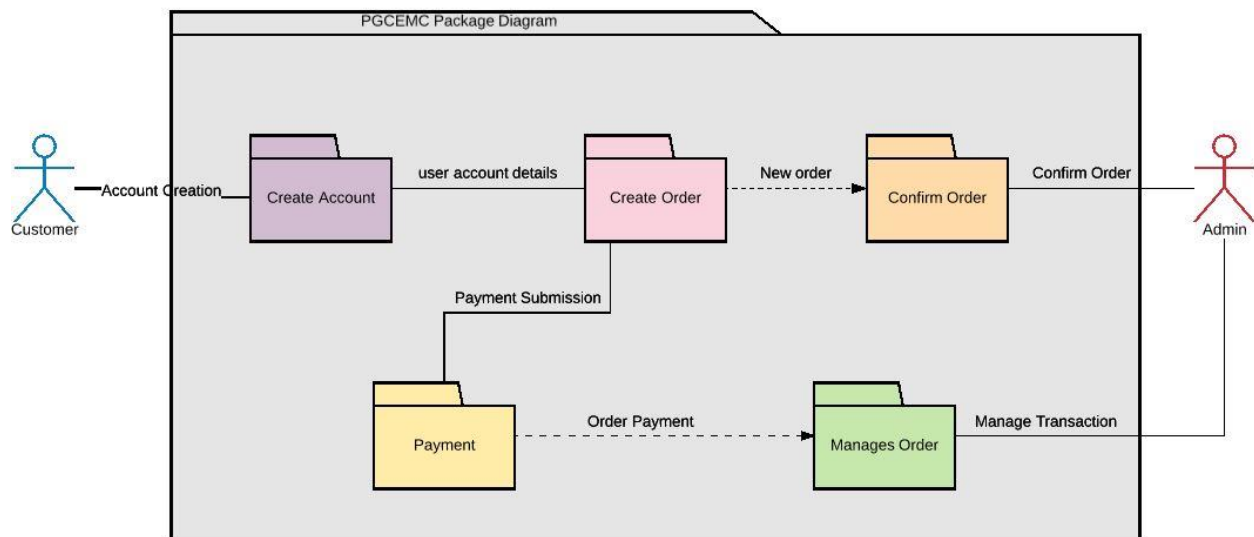 PGCEMC Package Diagram
user account details
New order
Confirm Order
Account Creation
Create Account
Create Order
Confirm Order
Customer
Admin
Payment Submission
Order Payment
Manage Transaction
Payment
Manages Order